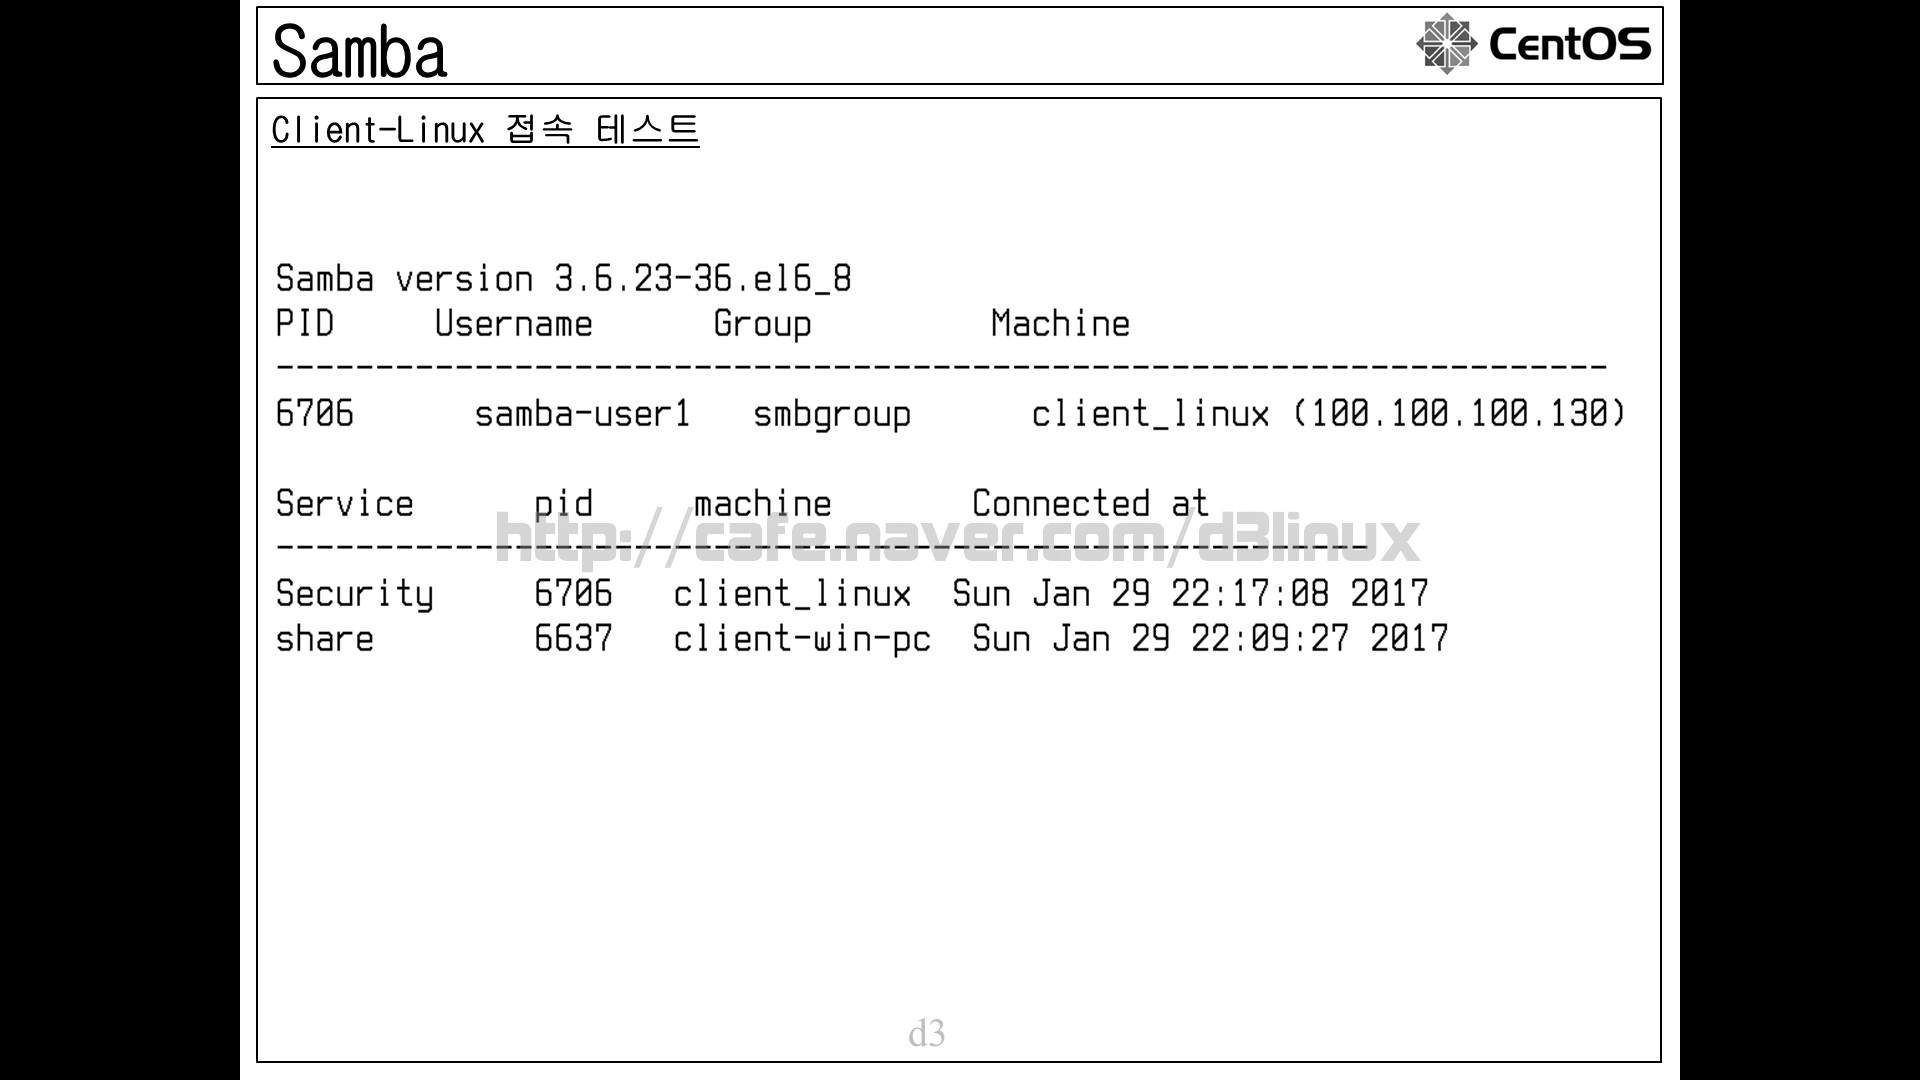 Samba
CentOS
Client-Linux 접속 테스트
Samba version 3.6.23-36.el6_8
PID     Username      Group         Machine
-------------------------------------------------------------------
6706      samba-user1   smbgroup      client_linux (100.100.100.130)
Service      pid     machine       Connected at
-------------------------------------------------------
Security     6706   client_linux  Sun Jan 29 22:17:08 2017
share        6637   client-win-pc  Sun Jan 29 22:09:27 2017
http://cafe.naver.com/d3linux
d3